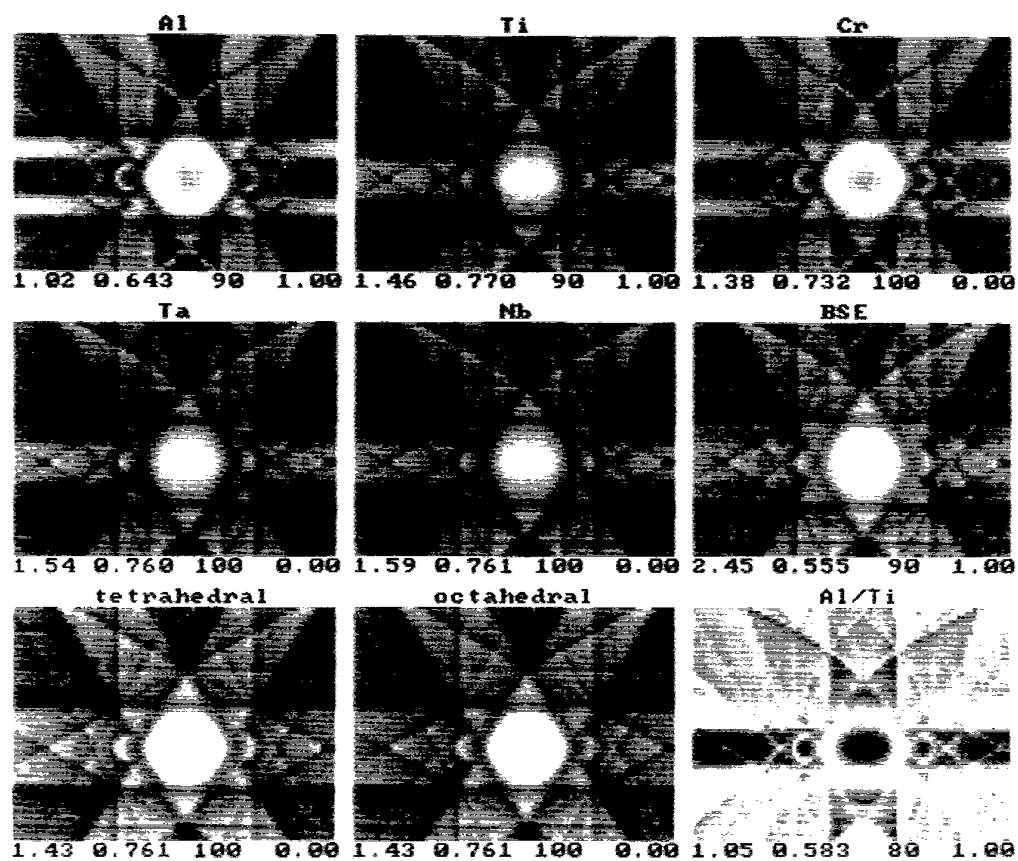 Al Ti Cr
1.02 0.643 90 1.00 1.46 0.770 90 1.00 1.38 0.732 100 0.00
Ta Nb BSE
1.54 0.760 100 0.00 1.59 0.761 100 0.00 2.45 0.555 90 1.00
tetrahedral octahedral Al/Ti
1.43 0.761 100 0.00 1.43 0.761 100 0.00 1.05 0.583 80 1.00